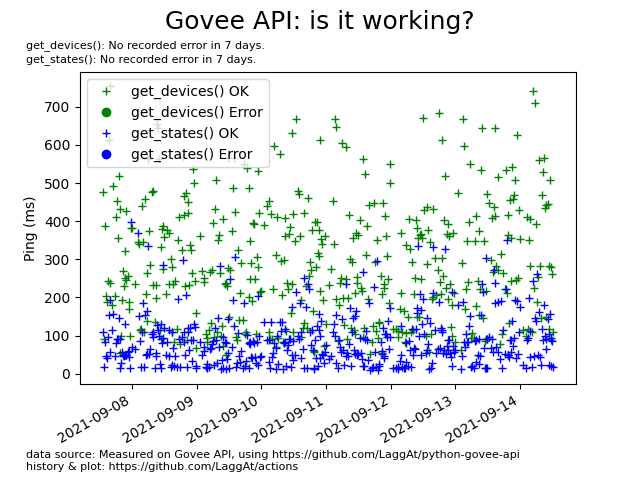 Govee API: is it working?
get_devices(): No recorded error in 7 days.
get_states(): No recorded error in 7 days.
get_devices() OK
get_devices() Error
get_states() OK
get_states() Error
Ping (ms)
700
600
500
400
300
200
100
0
2021-09-08
2021-09-09
2021-09-10
2021-09-11
2021-09-12
2021-09-13
2021-09-14
data source: Measured on Govee API, using https://github.com/LaggAt/python-govee-api
history & plot: https://github.com/LaggAt/actions